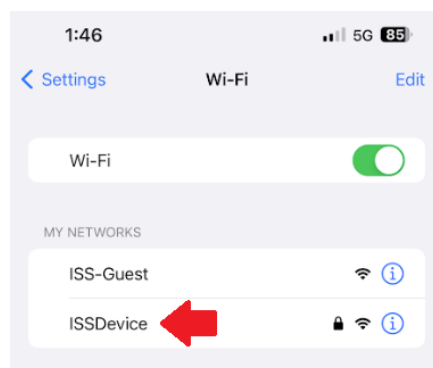 1:46 5G 85
Settings Wi-Fi Edit
Wi-Fi
MY NETWORKS
ISS-Guest
ISSDevice